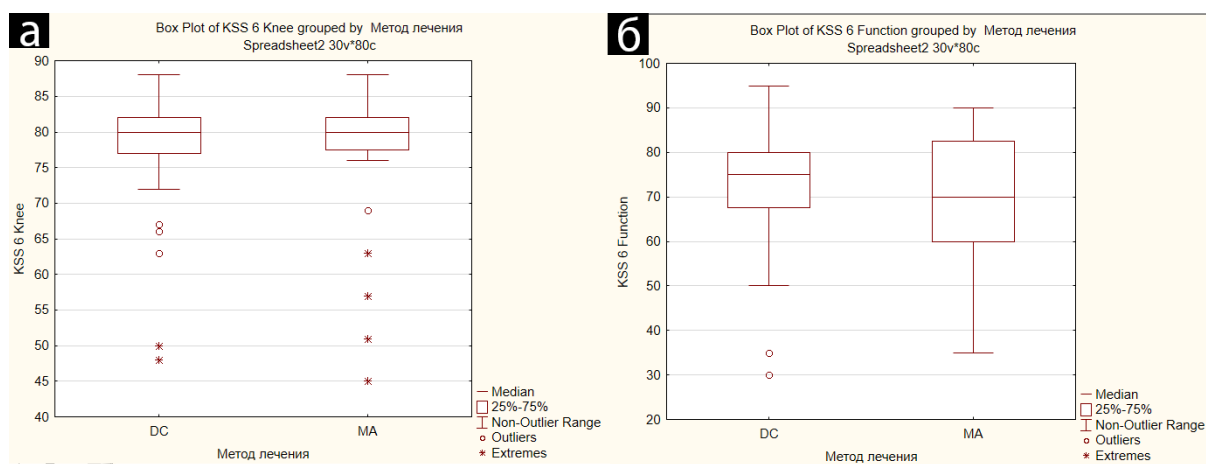 а
Box Plot of KSS 6 Knee grouped by Метод лечения
Spreadsheet2 30v*80c
90
85
80
75
70
65
60
55
50
45
40
KSS 6 Knee
DC
MA
Метод лечения
Median
25%-75%
Non-Outlier Range
Outliers
Extremes
б
Box Plot of KSS 6 Function grouped by Метод лечения
Spreadsheet2 30v*80c
100
90
80
70
60
50
40
30
20
KSS 6 Function
DC
MA
Метод лечения
Median
25%-75%
Non-Outlier Range
Outliers
Extremes